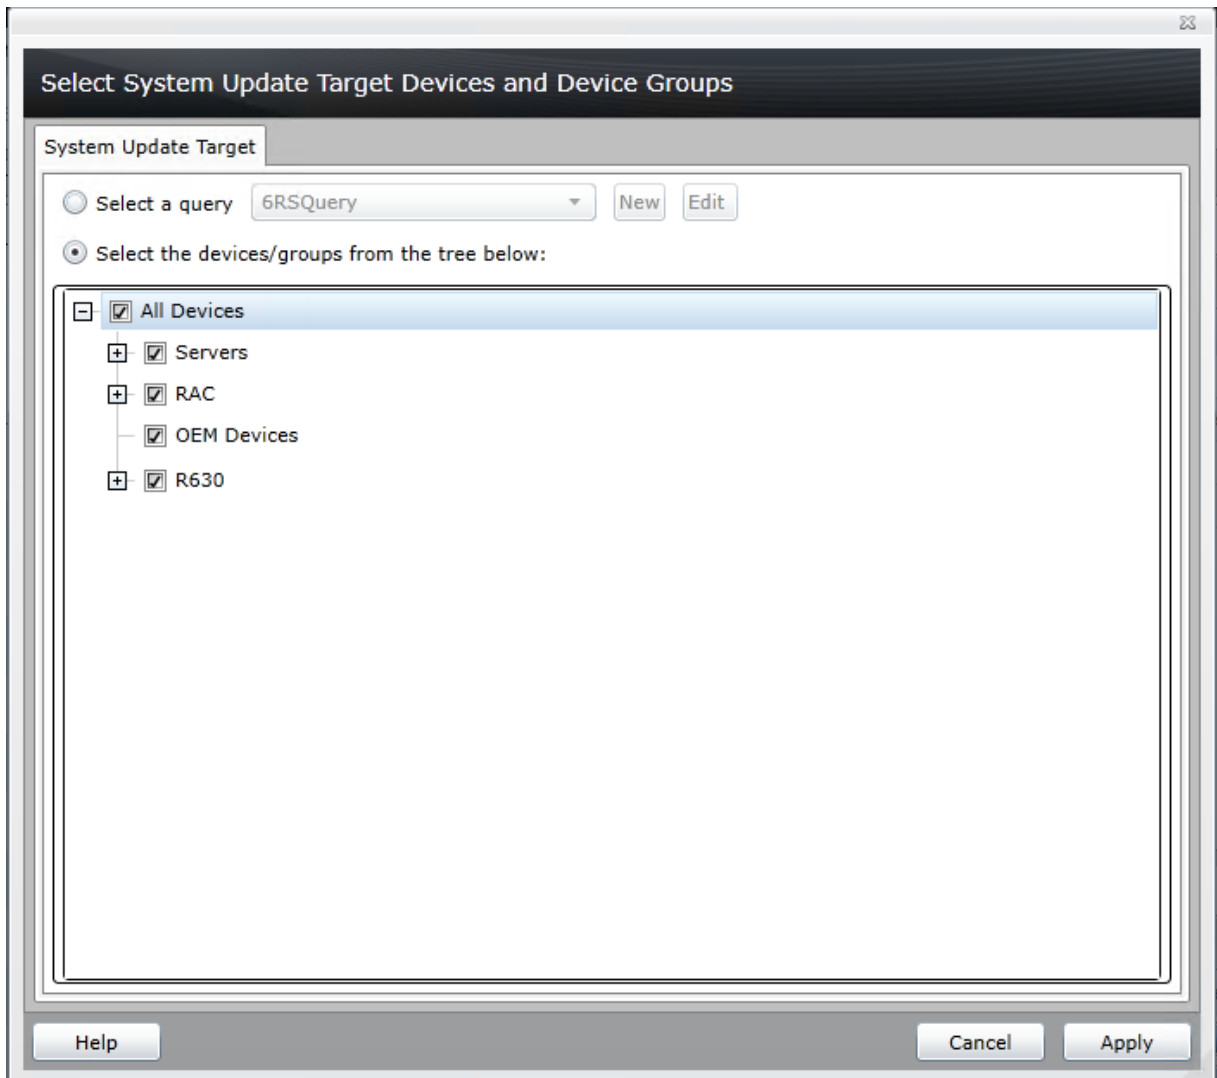 Select System Update Target Devices and Device Groups
System Update Target
Select a query 6RSQuery New Edit
Select the devices/groups from the tree below:
All Devices
Servers
RAC
OEM Devices
R630
Help Cancel Apply